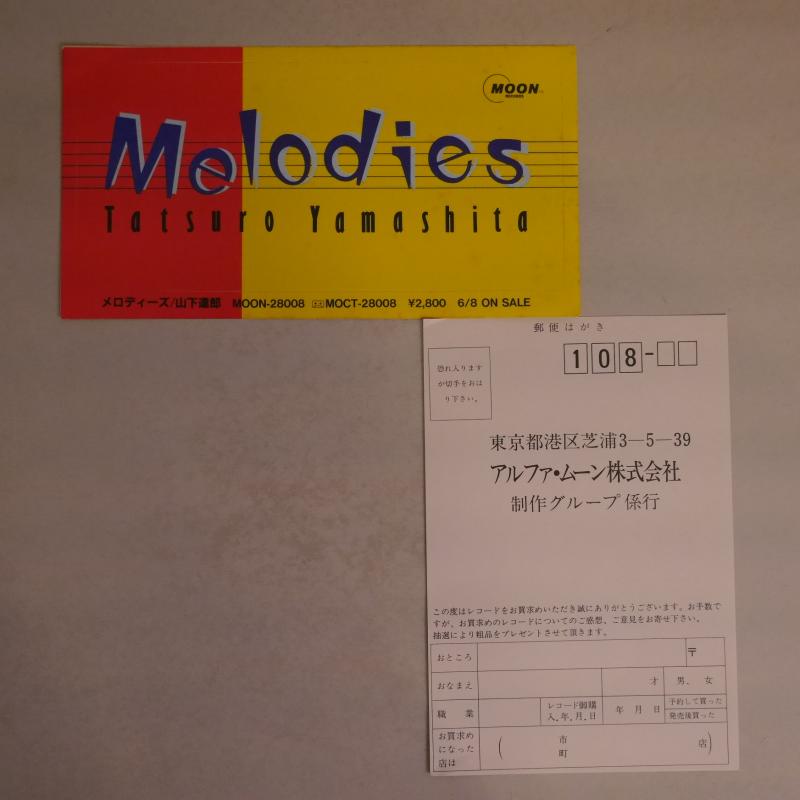 MOON
RECORDS
Melodies
Tatsuro Yamashita
メロディーズ/山下達郎 MOON-28008 MOCT-28008 ¥2,800 6/8 ON SALE
郵便はがき
恐れ入ります
が切手をおは
り下さい。
108-
東京都港区芝浦3―5―39
アルファ・ムーン株式会社
制作グループ係行
この度はレコードをお買求めいただき誠にありがとうございます。お手数で
すが、お買求めのレコードについてのご感想、ご意見をお寄せ下さい。
抽選により粗品をプレゼントさせて頂きます。
おところ 〒
おなまえ 才 男、女
職業 レコード御購入、年、月、日 年月日 予約して買った 発売後買った
お買求め
になった
店は ( 市 町 店)